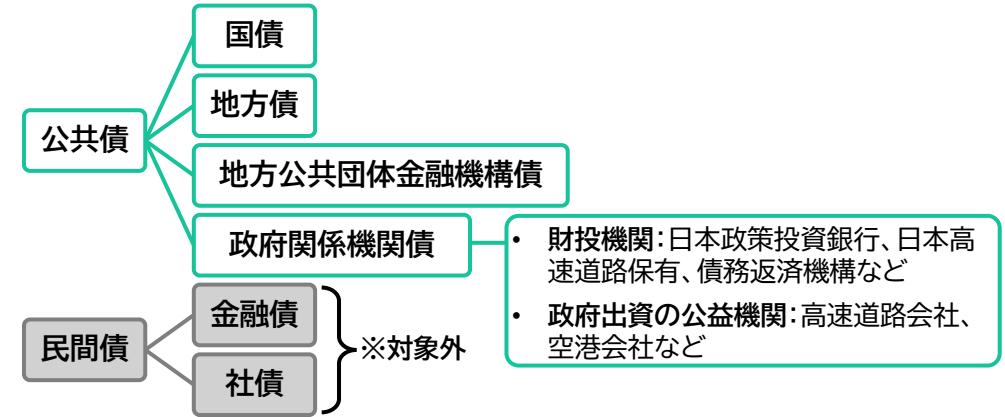 国債
地方債
公共債
地方公共団体金融機構債
政府関係機関債
• 財投機関：日本政策投資銀行、日本高
速道路保有、債務返済機構など
• 政府出資の公益機関：高速道路会社、
空港会社など
金融債
民間債
※対象外
社債